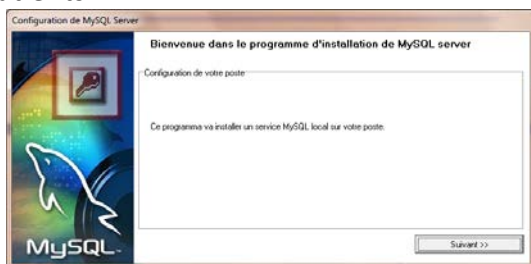 Configuration de MySQL Server
Bienvenue dans le programme d'installation de MySQL server
Configuration de votre poste
Ce programma va installer un service MySQL local sur votre poste.
MySQL
Suivant >>